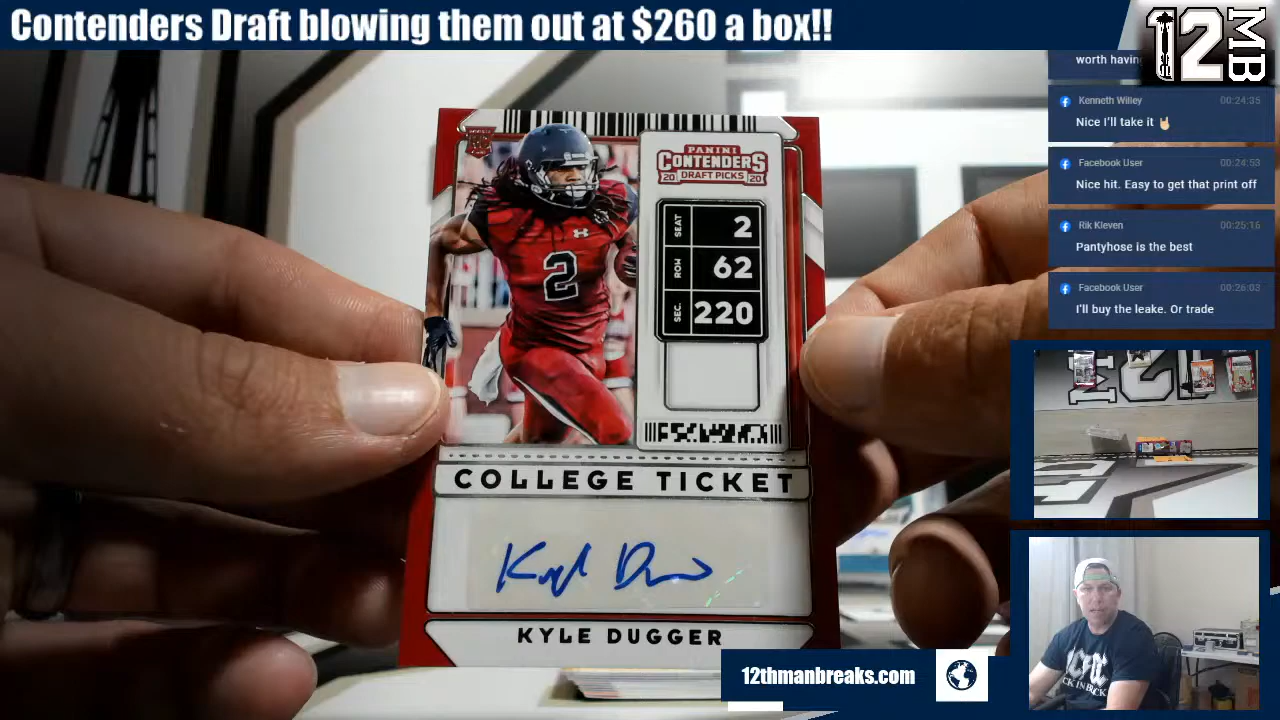 Contenders Draft blowing them out at $260 a box!!
12
MB
worth havin
Kenneth Willey 00:24:35
Nice I'll take it 🤘🏼
Facebook User 00:24:53
Nice hit. Easy to get that print off
Rik Kleven 00:25:16
Pantyhose is the best
Facebook User 00:26:03
I'll buy the leake. Or trade
RC
PANINI
CONTENDERS
20 DRAFT PICKS 20
SEAT 2
ROW 62
SEC. 220
2
COLLEGE TICKET
KYLE DUGGER
12thmanbreaks.com